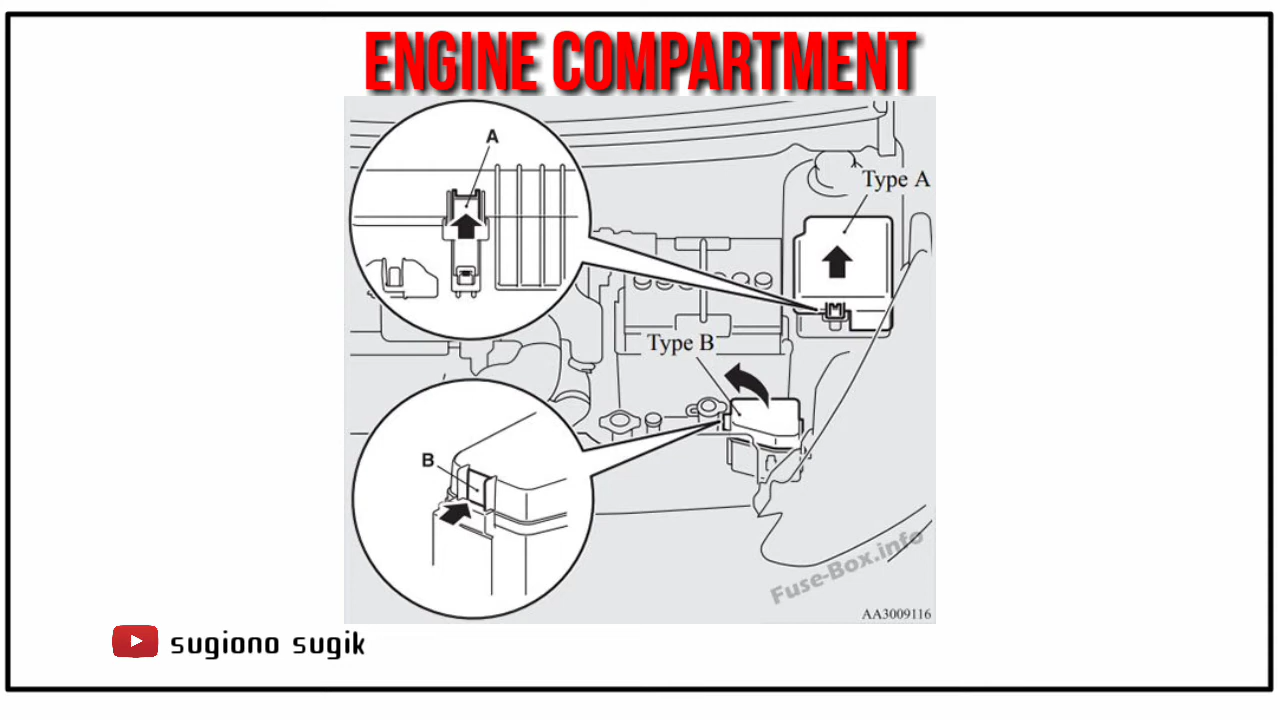 ENGINE COMPARTMENT
A
Type A
Type B
B
Fuse-Box.info
AA3009116
sugiono sugik